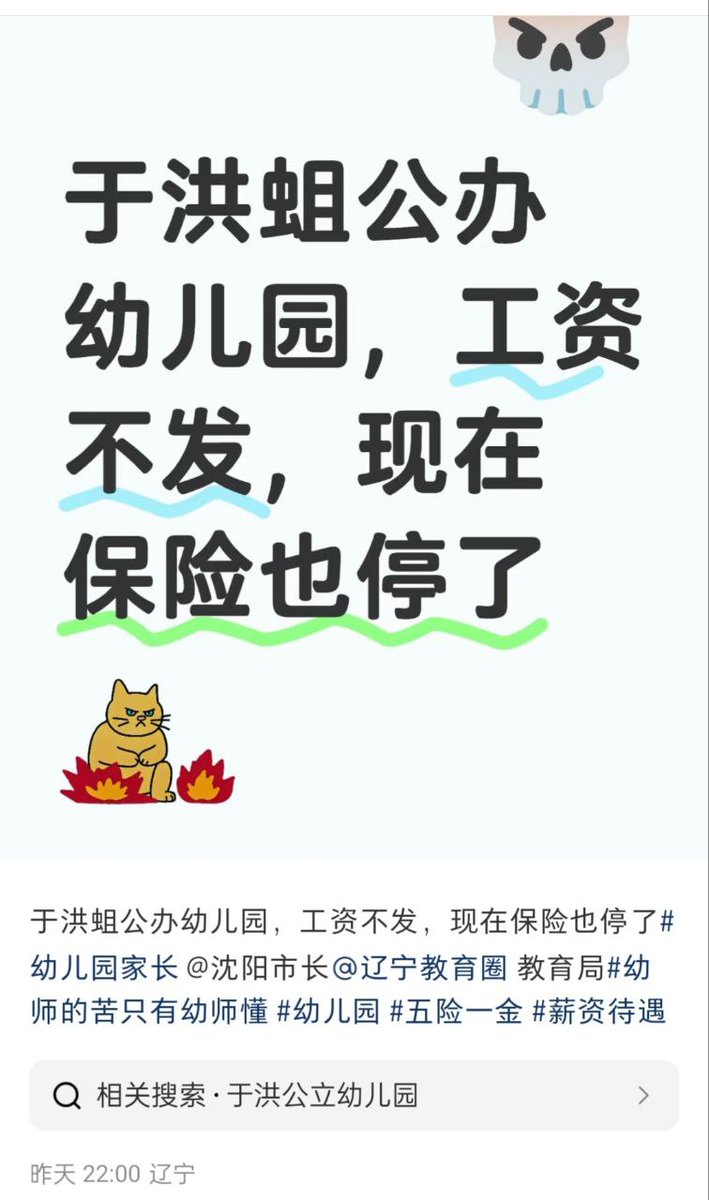 于洪蛆公办
幼儿园，工资
不发，现在
保险也停了
于洪蛆公办幼儿园，工资不发，现在保险也停了#
幼儿园家长 @沈阳市长@辽宁教育圈 教育局#幼
师的苦只有幼师懂 #幼儿园 #五险一金 #薪资待遇
相关搜索·于洪公立幼儿园
昨天 22:00 辽宁